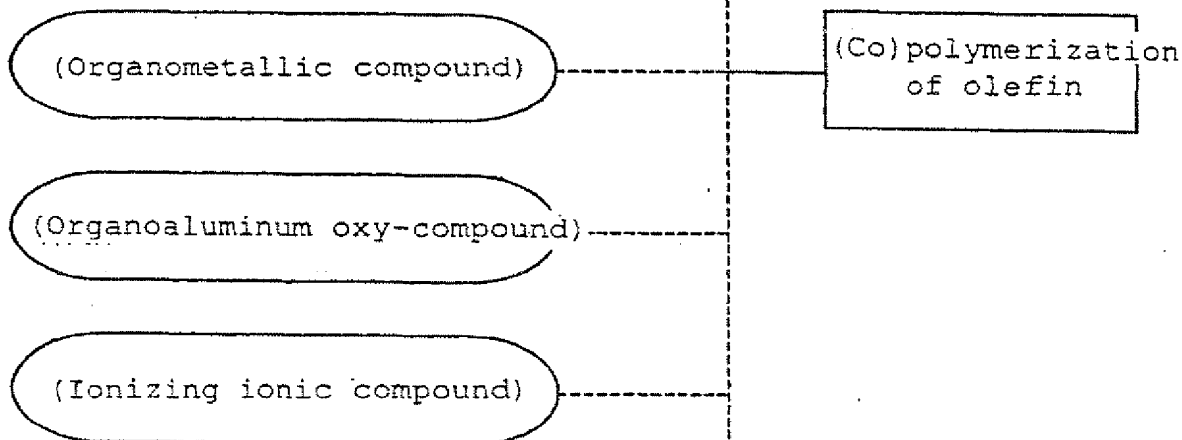 (Organometallic compound)
(Co)polymerization
of olefin
(Organoaluminum oxy-compound)
(Ionizing ionic compound)